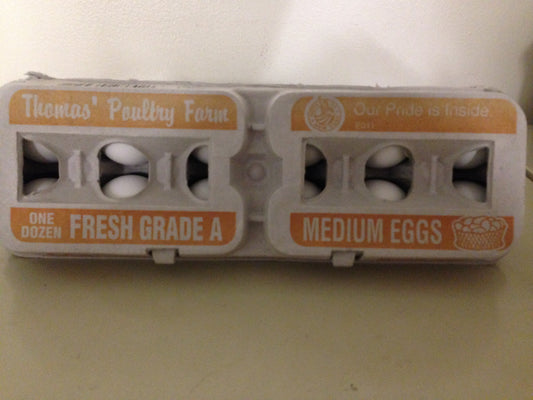 Thomas' Poultry Farm
Our Pride is Inside
ONE
DOZEN
FRESH GRADE A
MEDIUM EGGS